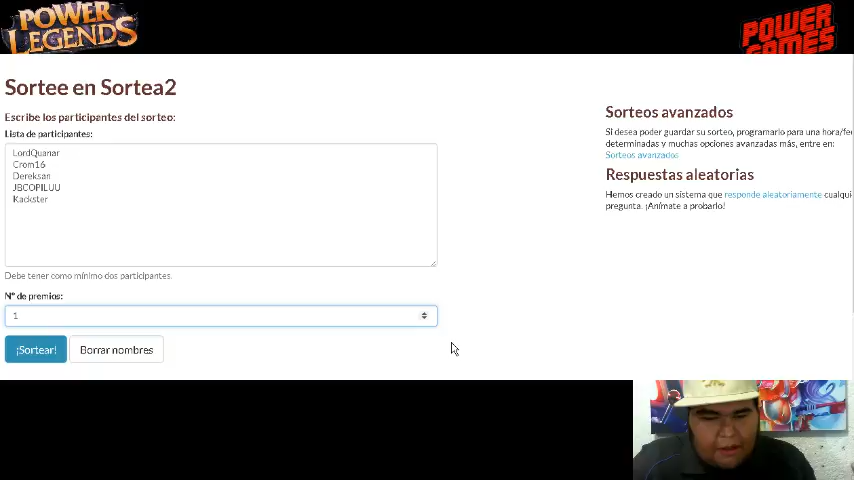 POWER
LEGENDS
POWER
GAMES
Sortee en Sortea2
Escribe los participantes del sorteo:
Lista de participantes:
LordQuanar
Crom16
Dereksan
JBCOPILUU
Kackster
Debe tener como mínimo dos participantes.
Nº de premios:
1
¡Sortear!
Borrar nombres
Sorteos avanzados
Si desea poder guardar su sorteo, programarlo para una hora/fe
determinadas y muchas opciones avanzadas más, entre en:
Sorteos avanzados
Respuestas aleatorias
Hemos creado un sistema que responde aleatoriamente cualqui
pregunta. ¡Anímate a probarlo!